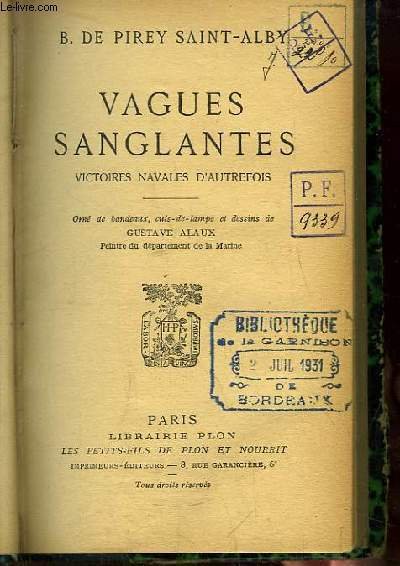 www.le-livre.com
B. DE PIREY SAINT-ALBY
VAGUES
SANGLANTES
VICTOIRES NAVALES D'AUTREFOIS
P. F.
9339
Orné de bandeaux, culs-de-lampe et dessins de
GUSTAVE ALAUX
Peintre du département de la Marine
LABOR
H·P
BIBLIOTHÈQUE
de la GARNISON
2 JUIL 1931
DE
BORDEAUX
PARIS
LIBRAIRIE PLON
LES PETITS-FILS DE PLON ET NOURRIT
IMPRIMEURS-ÉDITEURS — 8, RUE GARANCIÈRE, 6e
Tous droits réservés